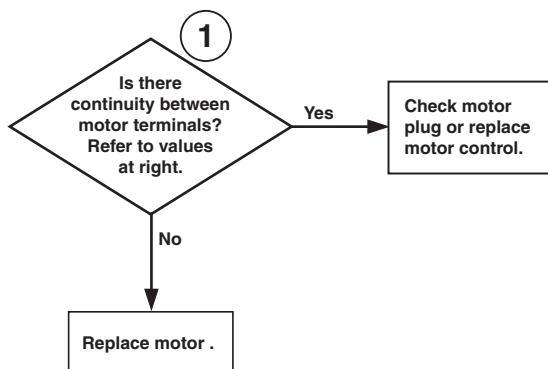 1
Is there
continuity between
motor terminals?
Refer to values
at right.
Yes
Check motor
plug or replace
motor control.
No
Replace motor .